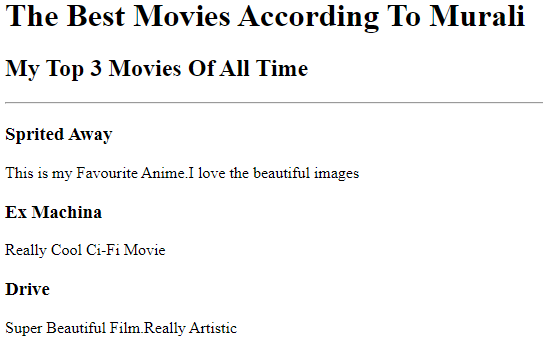 The Best Movies According To Murali
My Top 3 Movies Of All Time
Sprited Away
This is my Favourite Anime.I love the beautiful images
Ex Machina
Really Cool Ci-Fi Movie
Drive
Super Beautiful Film.Really Artistic